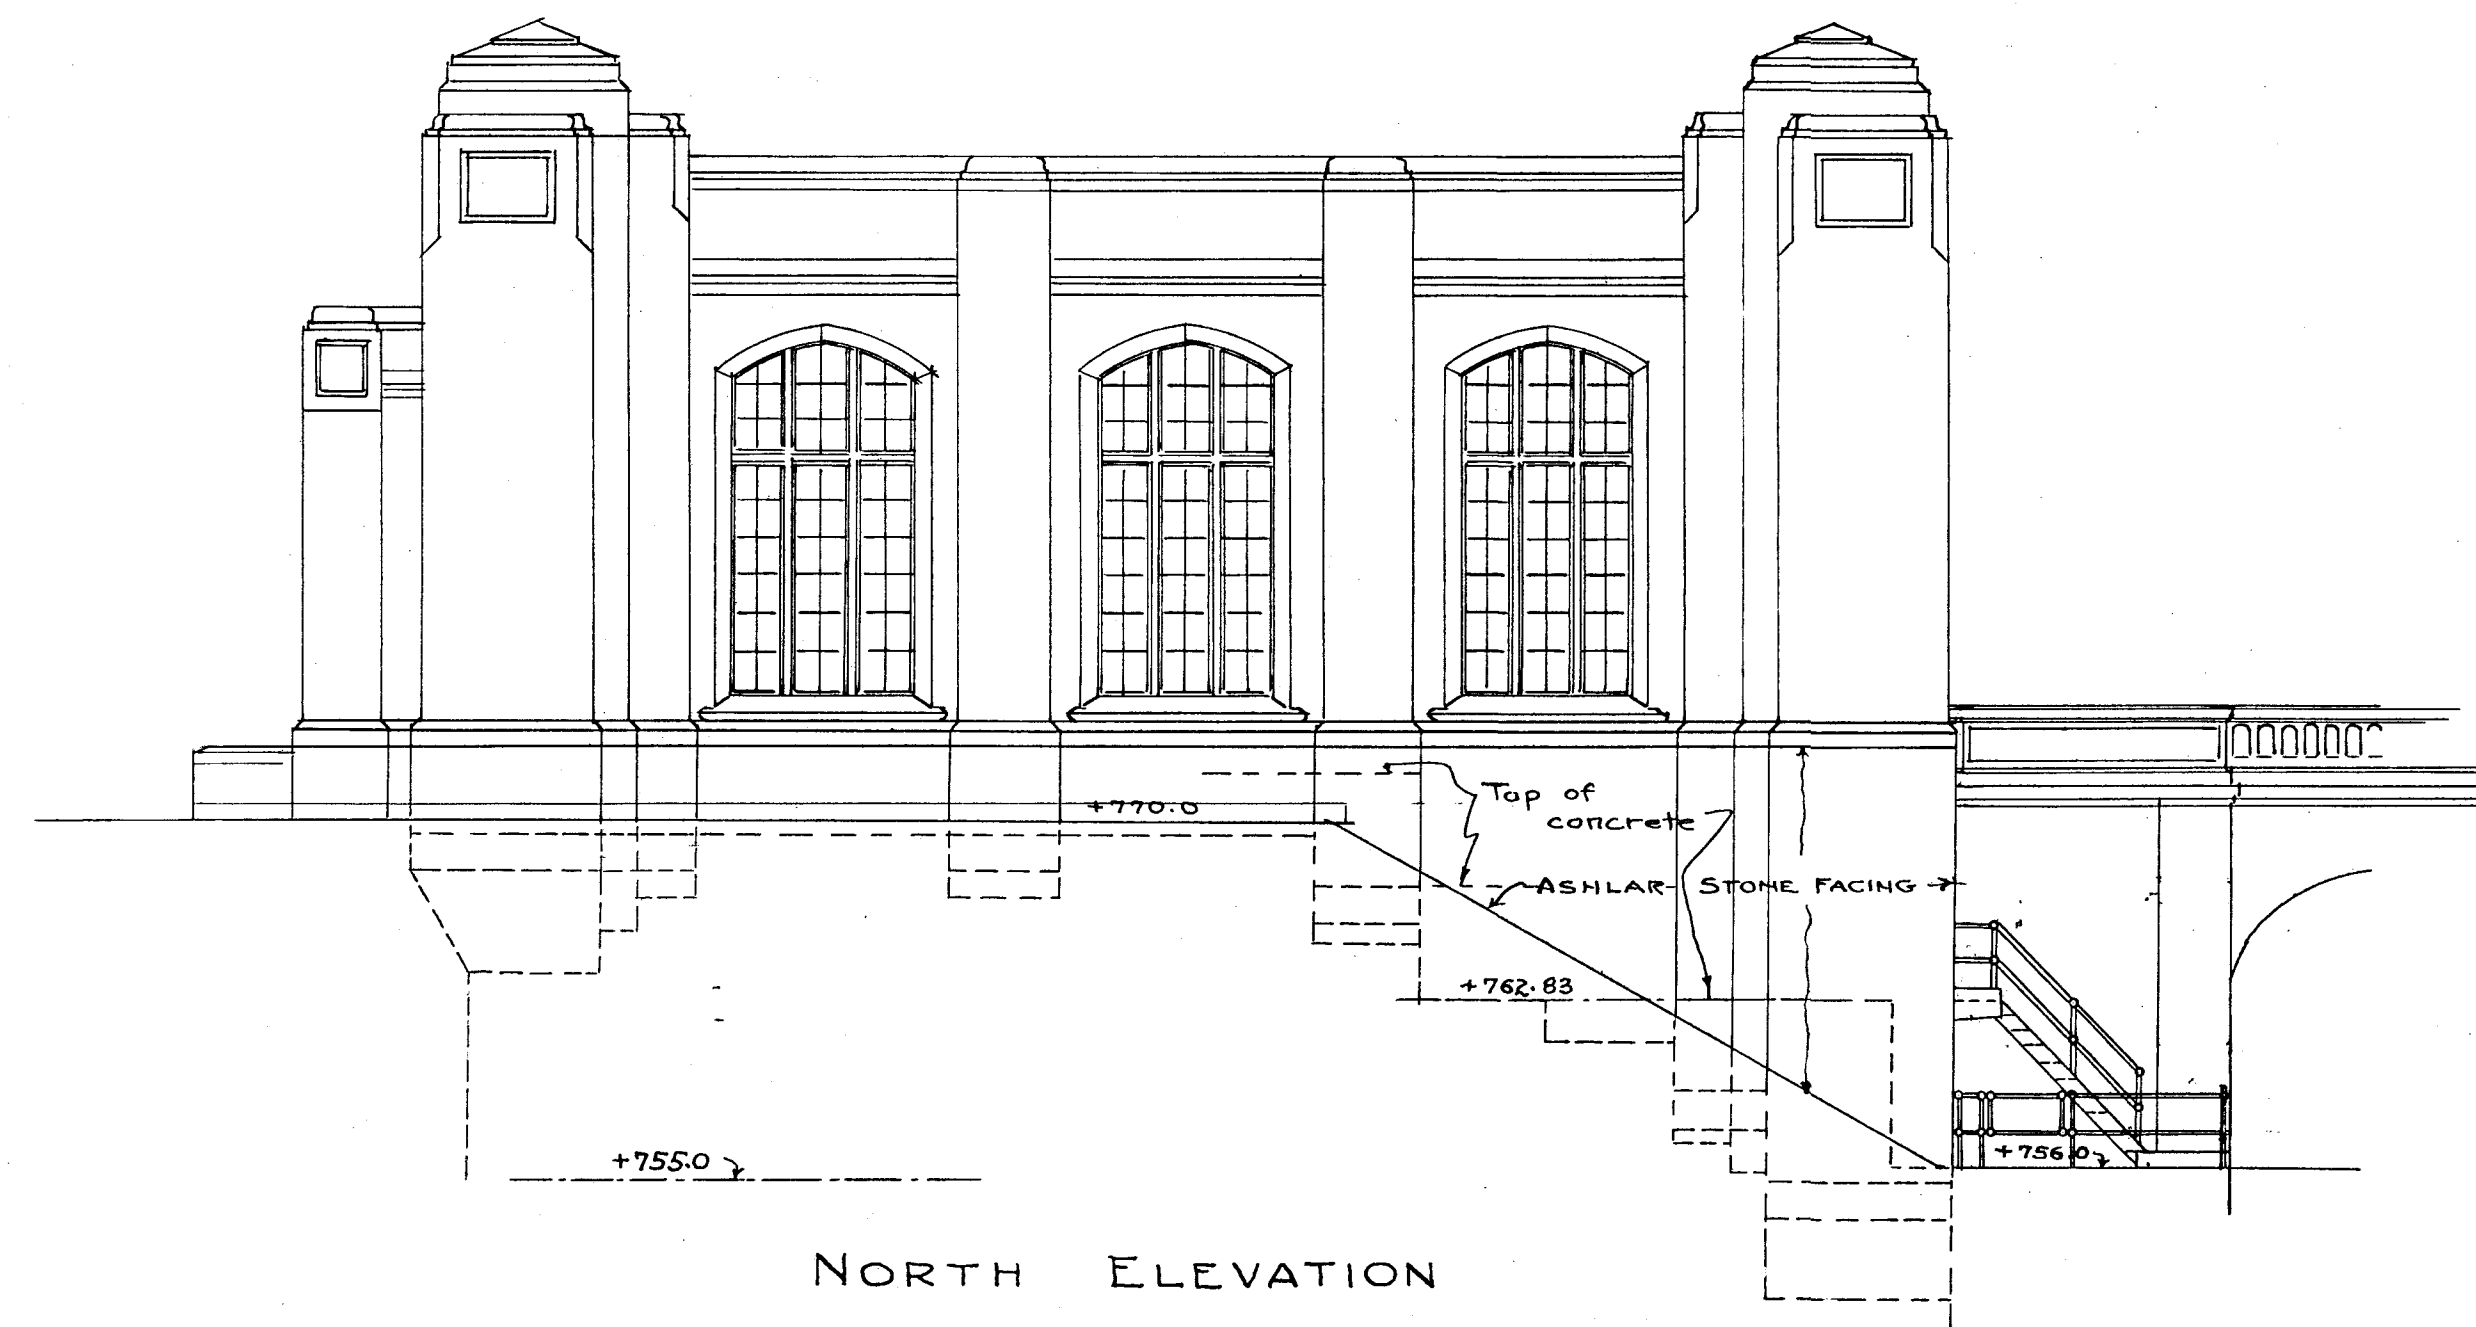 +770.0
Top of
concrete
ASHLAR STONE FACING
+762.83
+755.0
+756.0
NORTH ELEVATION